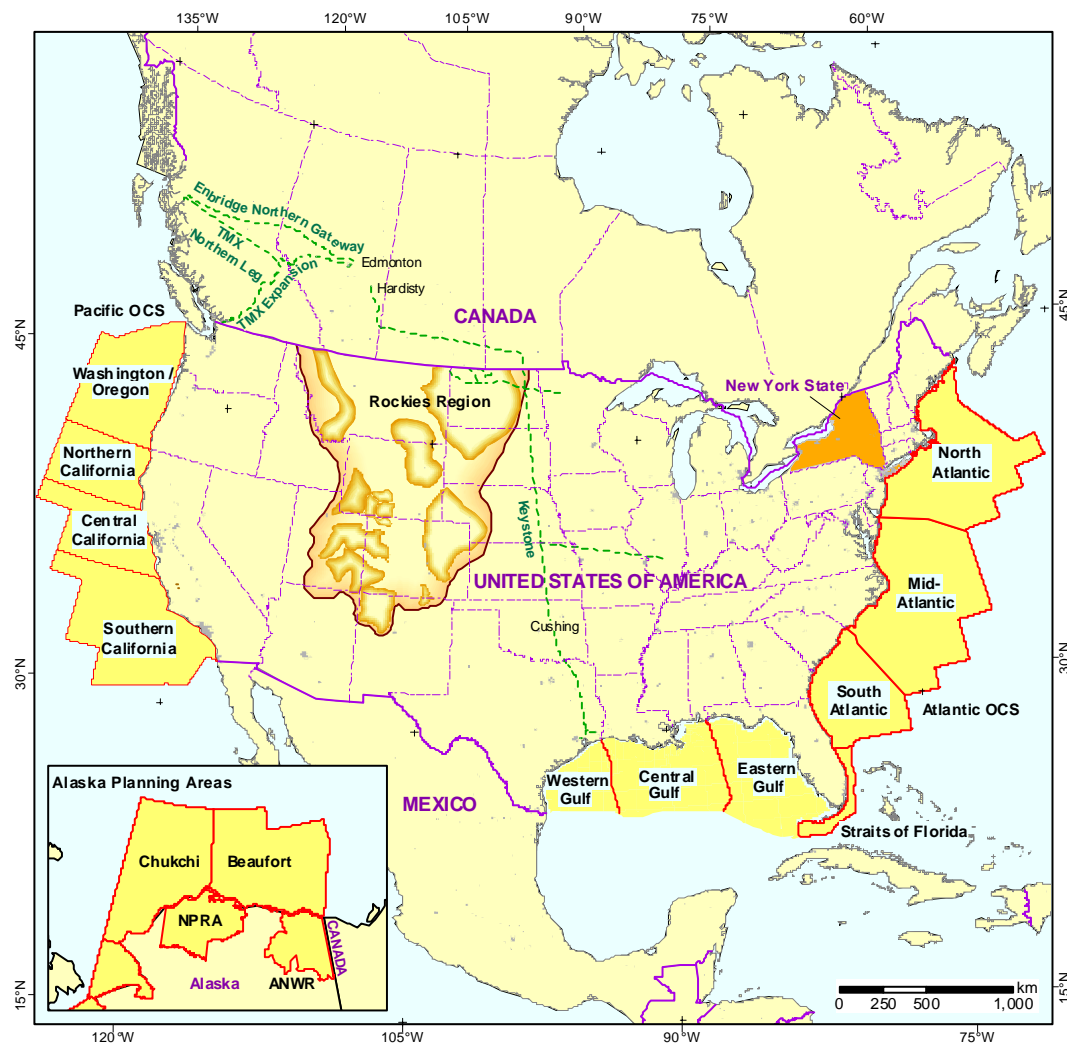 135°W
120°W
105°W
90°W
75°W
60°W
45°N
45°N
30°N
30°N
15°N
15°N
120°W
105°W
90°W
75°W
Enbridge Northern Gateway
TMX
Northern Leg
TMX Expansion
Edmonton
Hardisty
CANADA
Pacific OCS
Washington /
Oregon
Northern
California
Central
California
Southern
California
Rockies Region
New York State
North
Atlantic
Keystone
UNITED STATES OF AMERICA
Mid-
Atlantic
Cushing
South
Atlantic
Atlantic OCS
Western
Gulf
Central
Gulf
Eastern
Gulf
Straits of Florida
MEXICO
Alaska Planning Areas
Chukchi
Beaufort
NPRA
CANADA
Alaska
ANWR
km
0 250 500 1,000